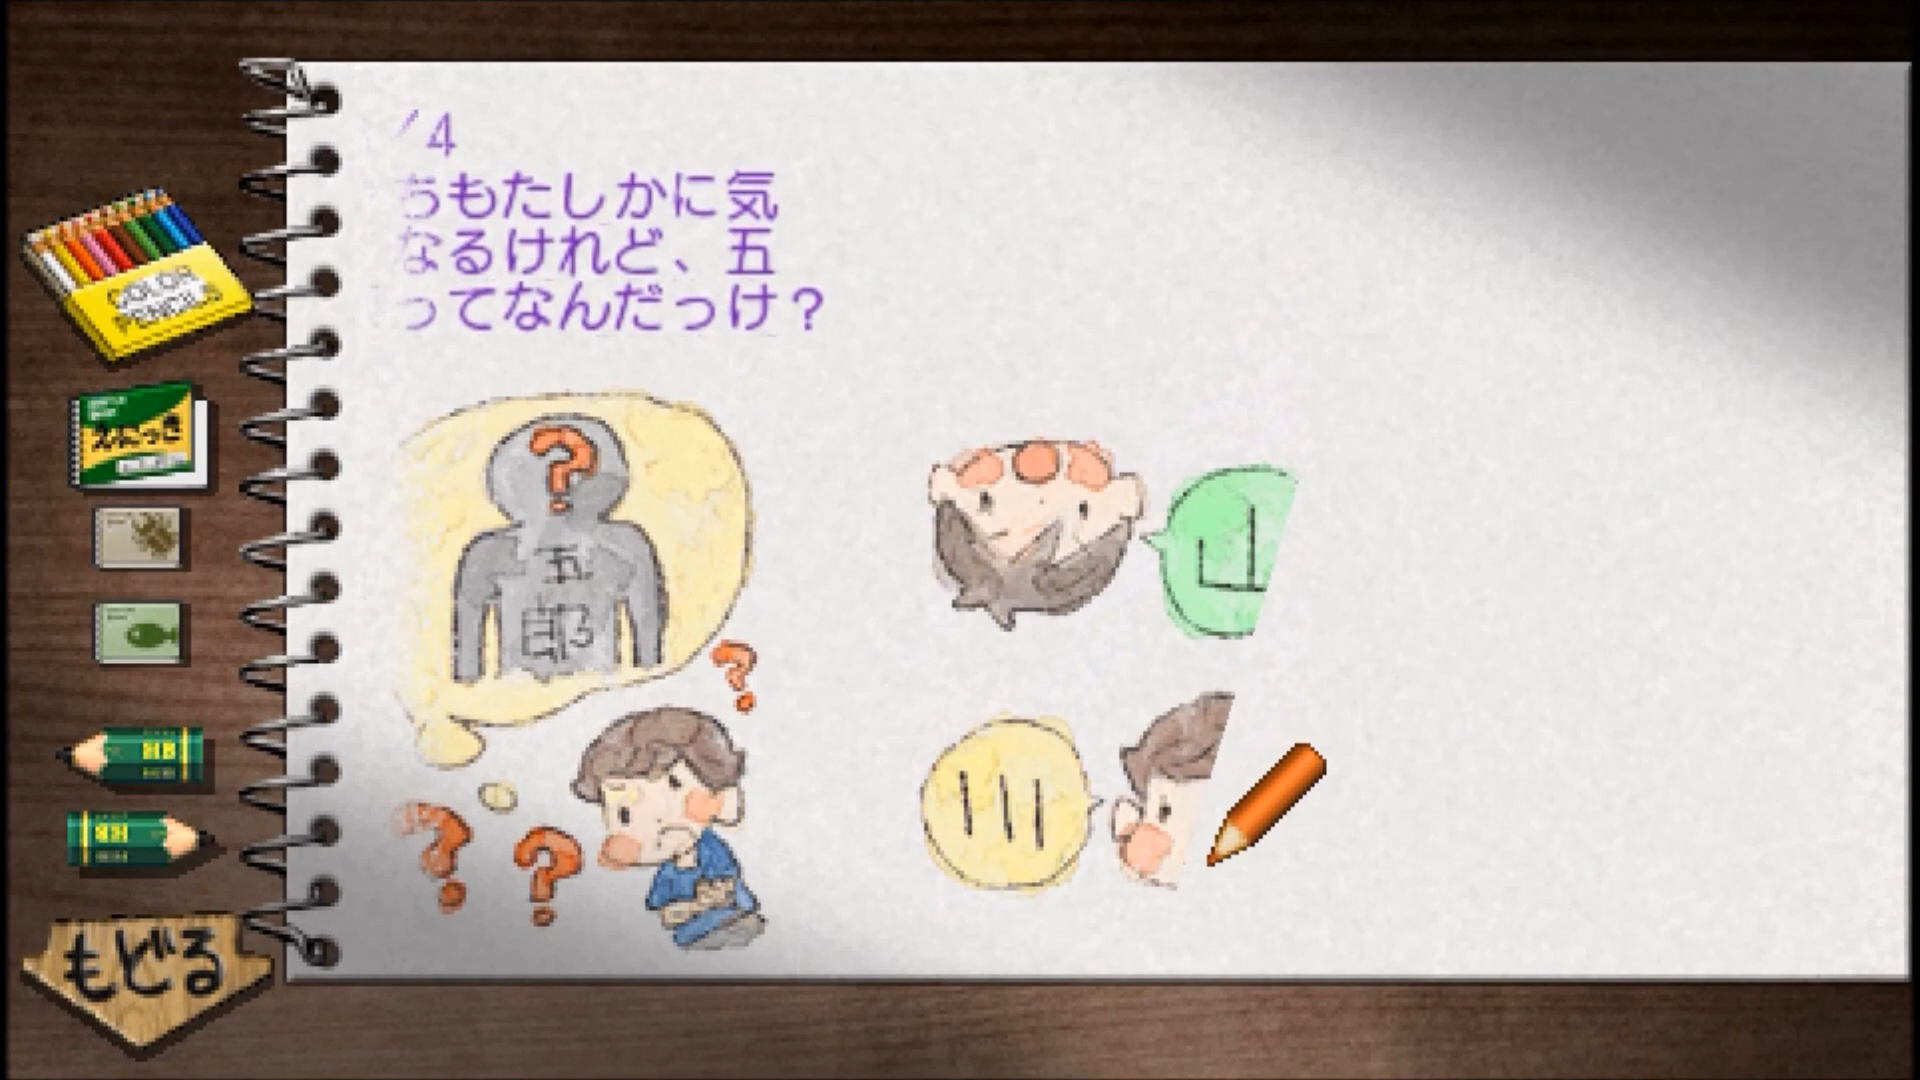 /4
ちもたしかに気
なるけれど、五
ってなんだっけ？
?
五
郎
?
?
?
山
川
COLOR
PENCILS
えにっき
HB
HB
もどる